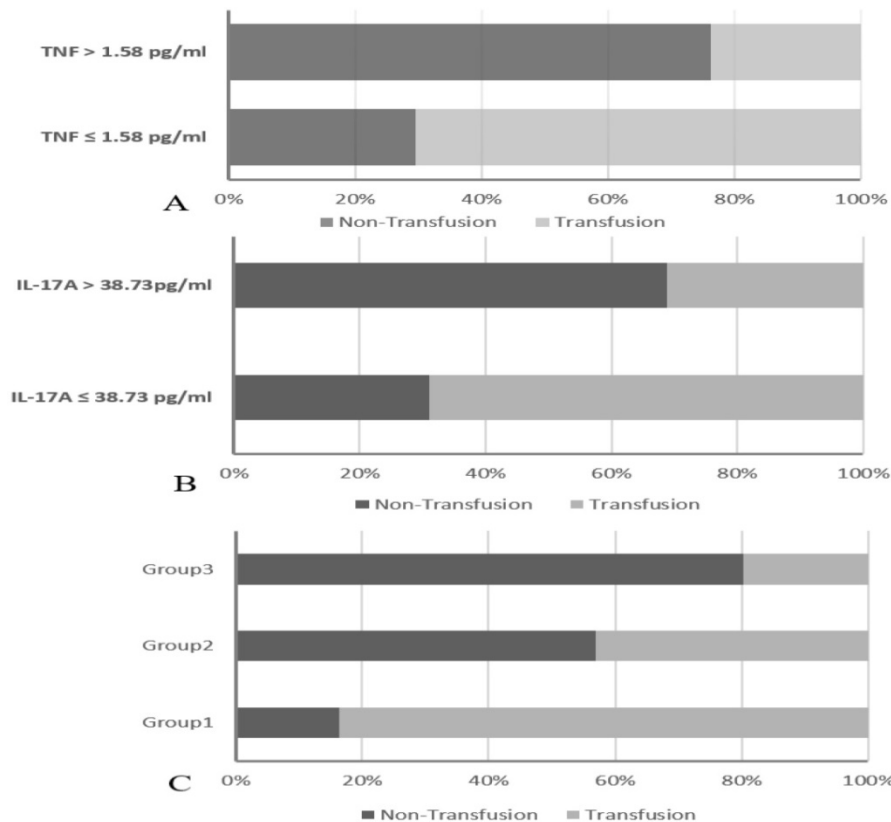 TNF > 1.58 pg/ml
TNF ≤ 1.58 pg/ml
0% 20% 40% 60% 80% 100%
A
Non-Transfusion Transfusion
IL-17A > 38.73pg/ml
IL-17A ≤ 38.73 pg/ml
0% 20% 40% 60% 80% 100%
B
Non-Transfusion Transfusion
Group3
Group2
Group1
0% 20% 40% 60% 80% 100%
C
Non-Transfusion Transfusion